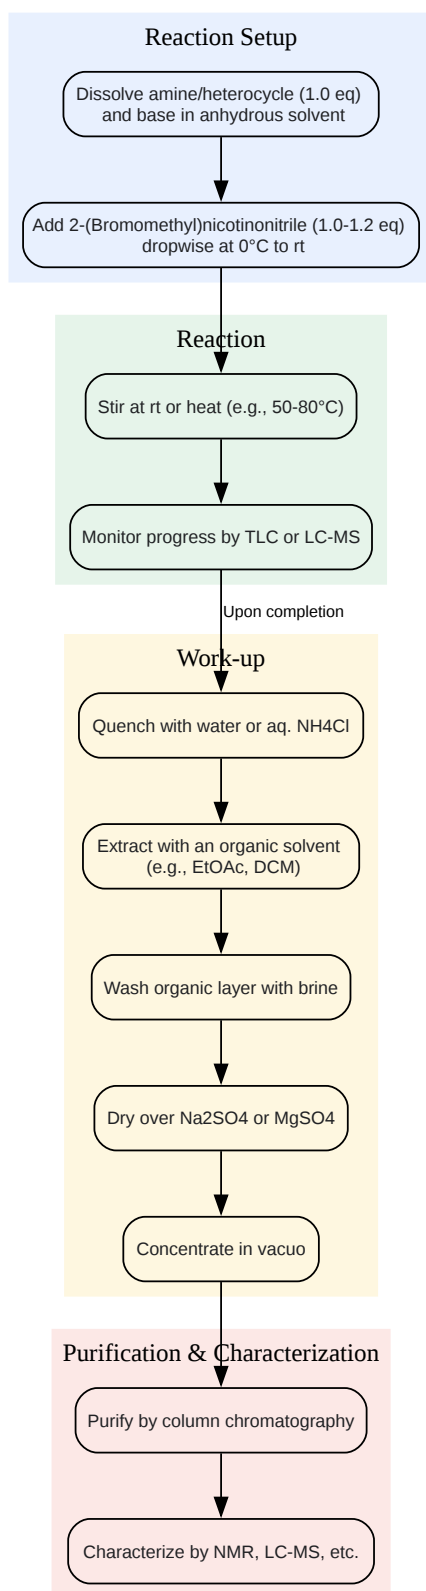 Reaction Setup
Dissolve amine/heterocycle (1.0 eq)
and base in anhydrous solvent
Add 2-(Bromomethyl)nicotinonitrile (1.0-1.2 eq)
dropwise at 0°C to rt
Reaction
Stir at rt or heat (e.g., 50-80°C)
Monitor progress by TLC or LC-MS
Upon completion
Work-up
Quench with water or aq. NH4Cl
Extract with an organic solvent
(e.g., EtOAc, DCM)
Wash organic layer with brine
Dry over Na2SO4 or MgSO4
Concentrate in vacuo
Purification & Characterization
Purify by column chromatography
Characterize by NMR, LC-MS, etc.